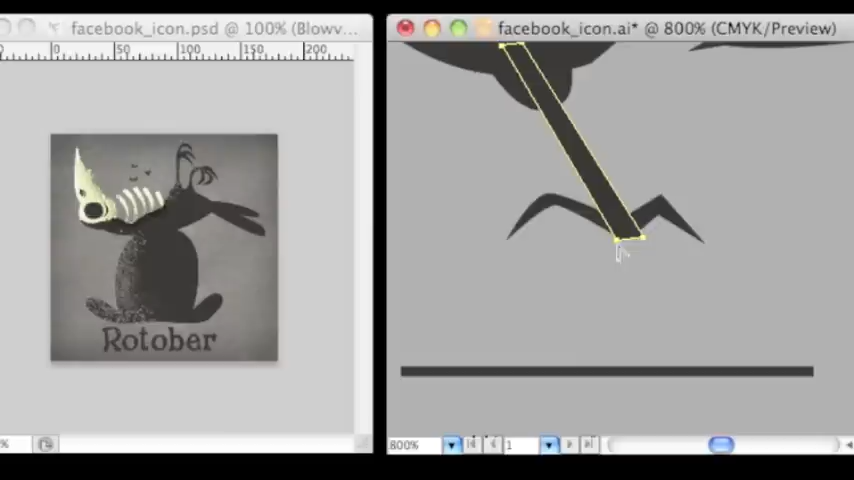 facebook_icon.psd @ 100% (Blowv...
0 50 100 150 200
Rotober
%
facebook_icon.ai* @ 800% (CMYK/Preview)
800% 1